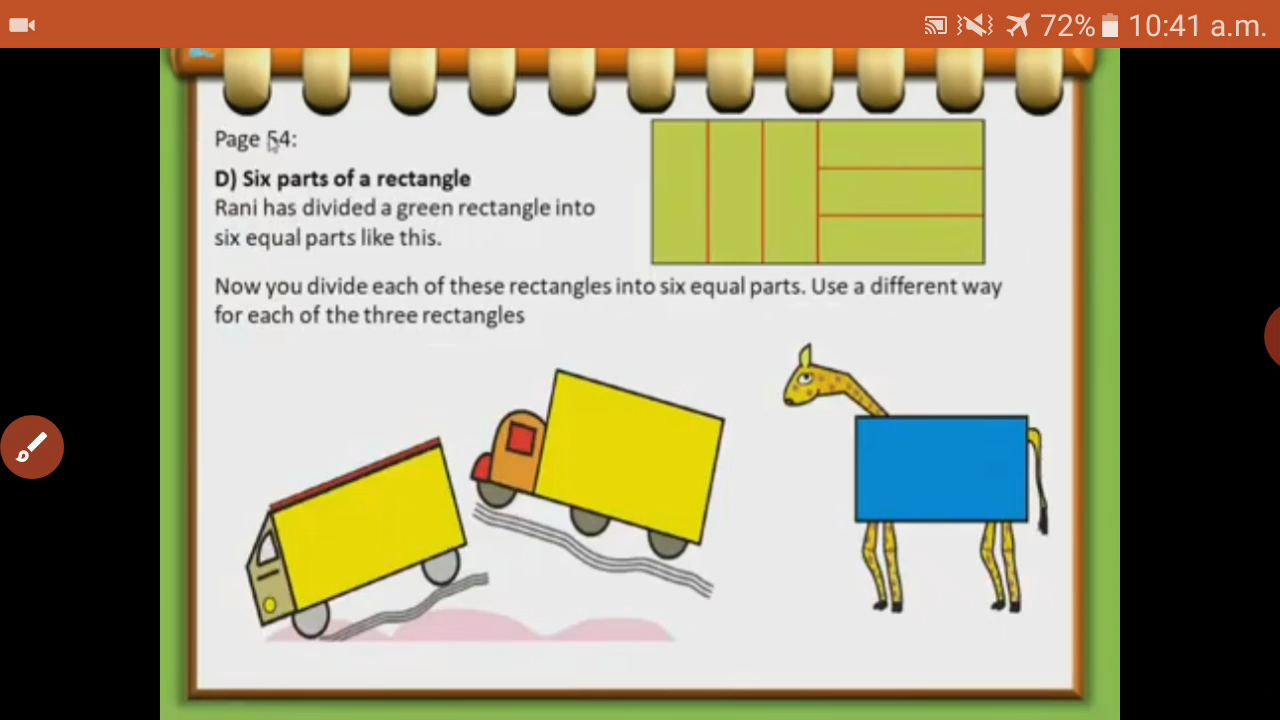 72% 10:41 a.m.
Page 54:
D) Six parts of a rectangle
Rani has divided a green rectangle into
six equal parts like this.
Now you divide each of these rectangles into six equal parts. Use a different way
for each of the three rectangles